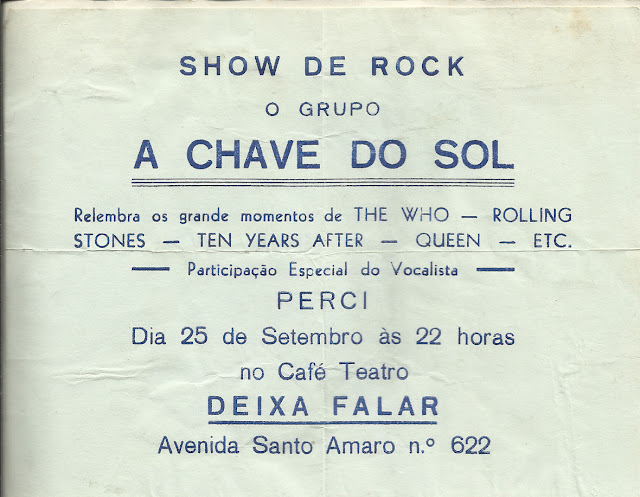 SHOW DE ROCK
O GRUPO
A CHAVE DO SOL
Relembra os grande momentos de THE WHO — ROLLING
STONES — TEN YEARS AFTER — QUEEN — ETC.
— Participação Especial do Vocalista —
PERCI
Dia 25 de Setembro às 22 horas
no Café Teatro
DEIXA FALAR
Avenida Santo Amaro n.º 622